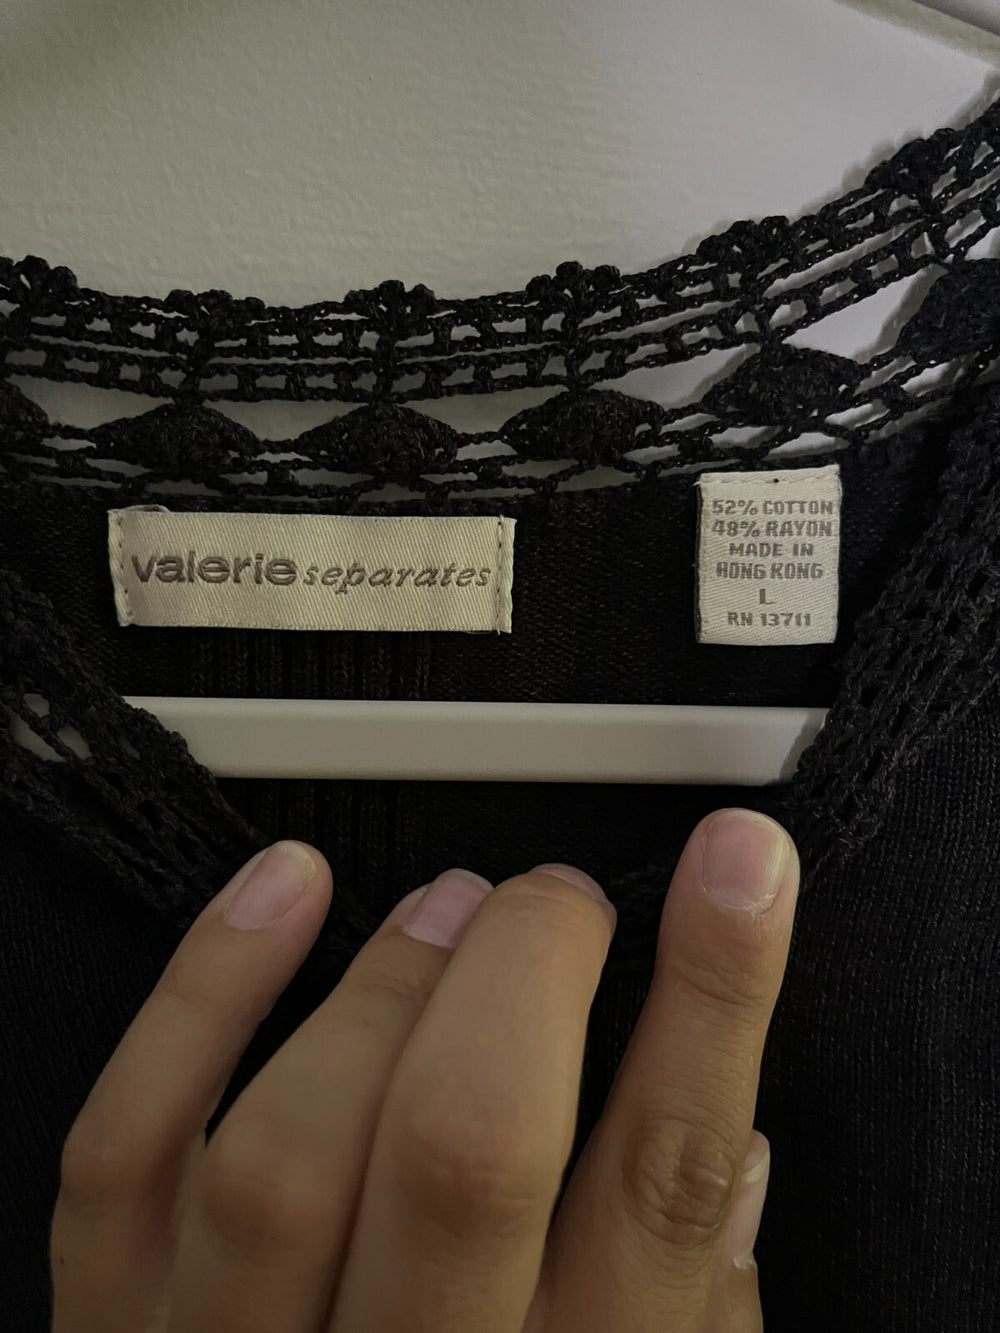 valerie separates
52% COTTON
48% RAYON
MADE IN
HONG KONG
L
RN 13711